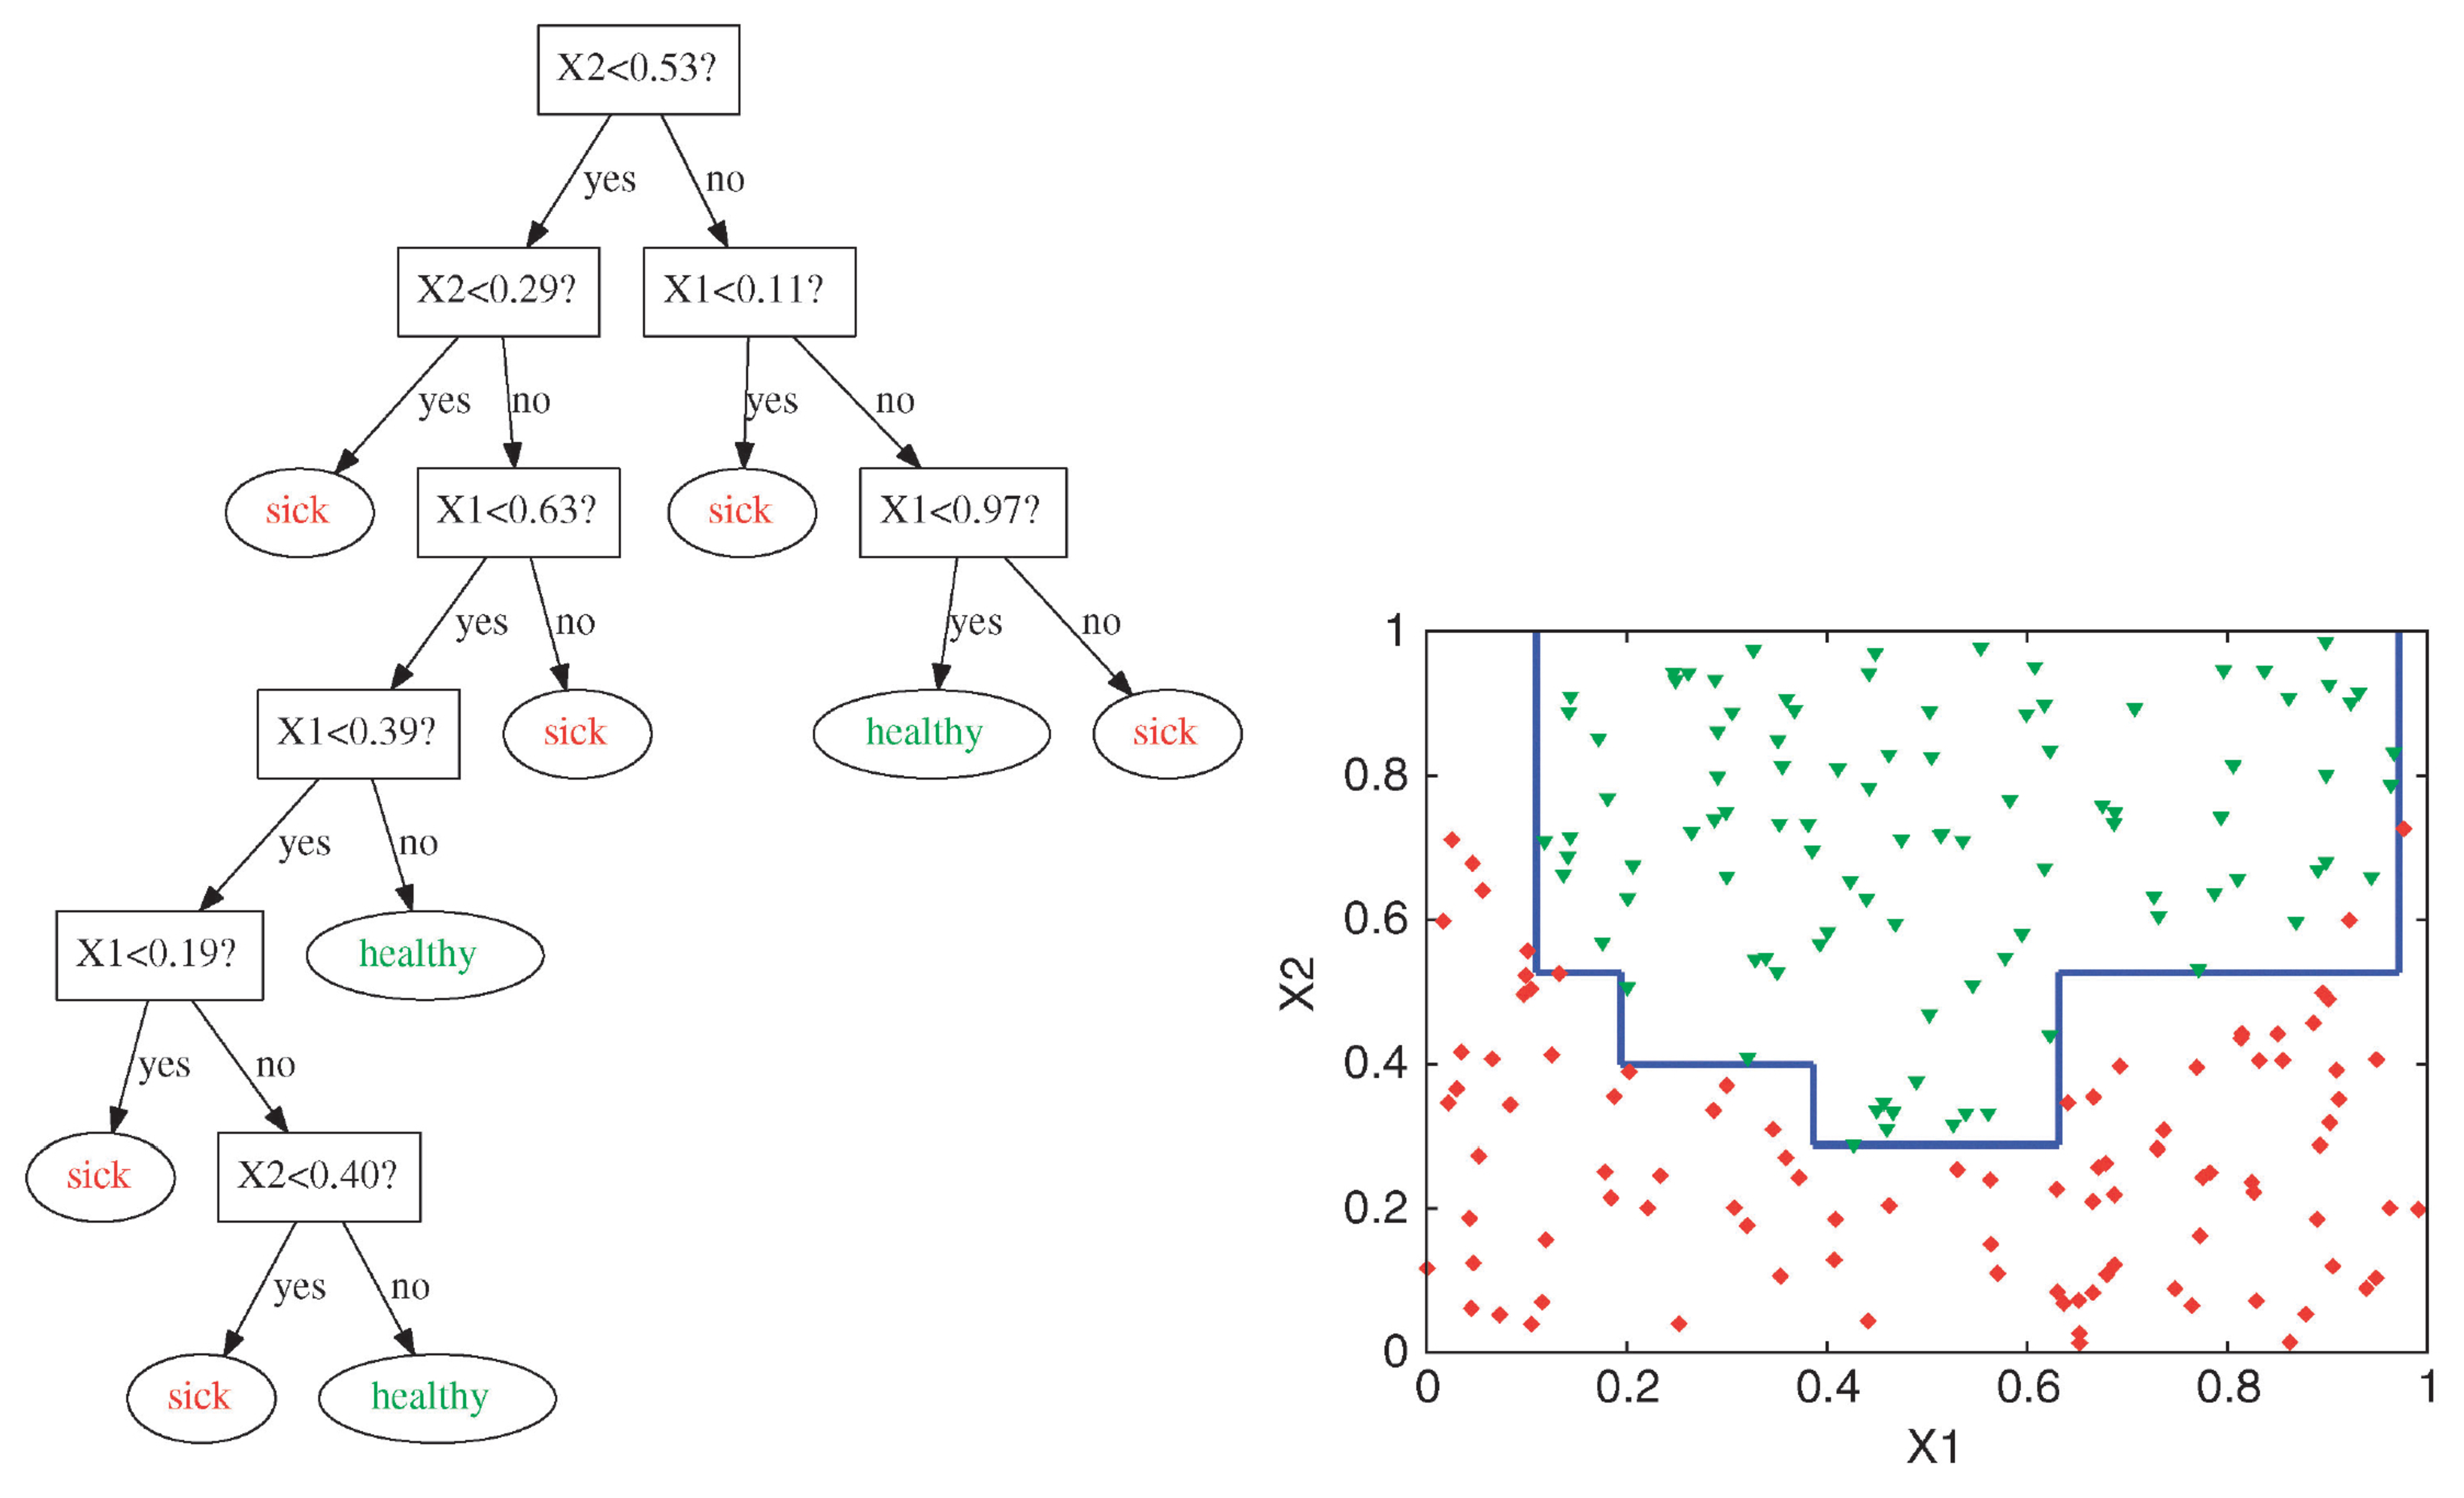 X2<0.53?
yes
no
X2<0.29?
X1<0.11?
yes
no
yes
no
sick
X1<0.63?
sick
X1<0.97?
yes
no
yes
no
X1<0.39?
sick
healthy
sick
yes
no
X1<0.19?
healthy
yes
no
sick
X2<0.40?
yes
no
sick
healthy
1
0.8
0.6
0.4
0.2
0
X2
0
0.2
0.4
0.6
0.8
1
X1